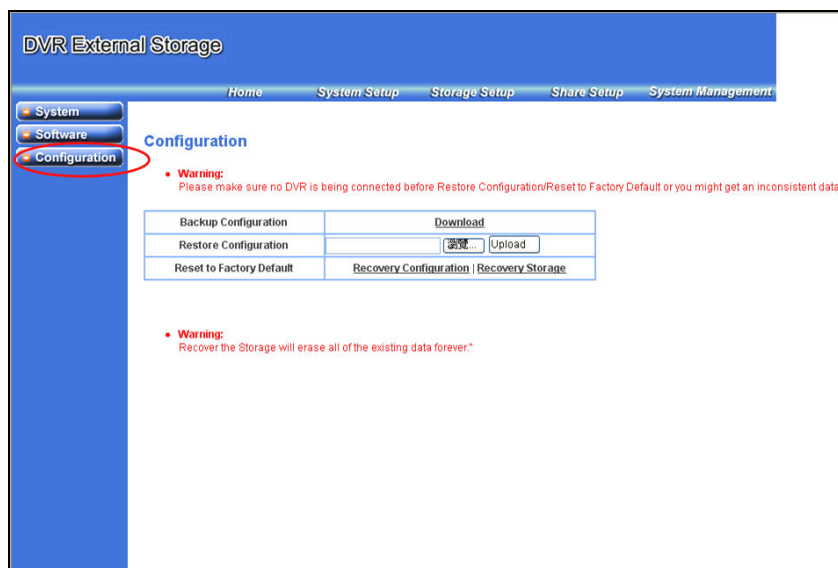 DVR External Storage
Home System Setup Storage Setup Share Setup System Management
System
Software
Configuration
Configuration
Warning:
Please make sure no DVR is being connected before Restore Configuration/Reset to Factory Default or you might get an inconsistent data
Backup Configuration Download
Restore Configuration 瀏覽... Upload
Reset to Factory Default Recovery Configuration | Recovery Storage
Warning:
Recover the Storage will erase all of the existing data forever."